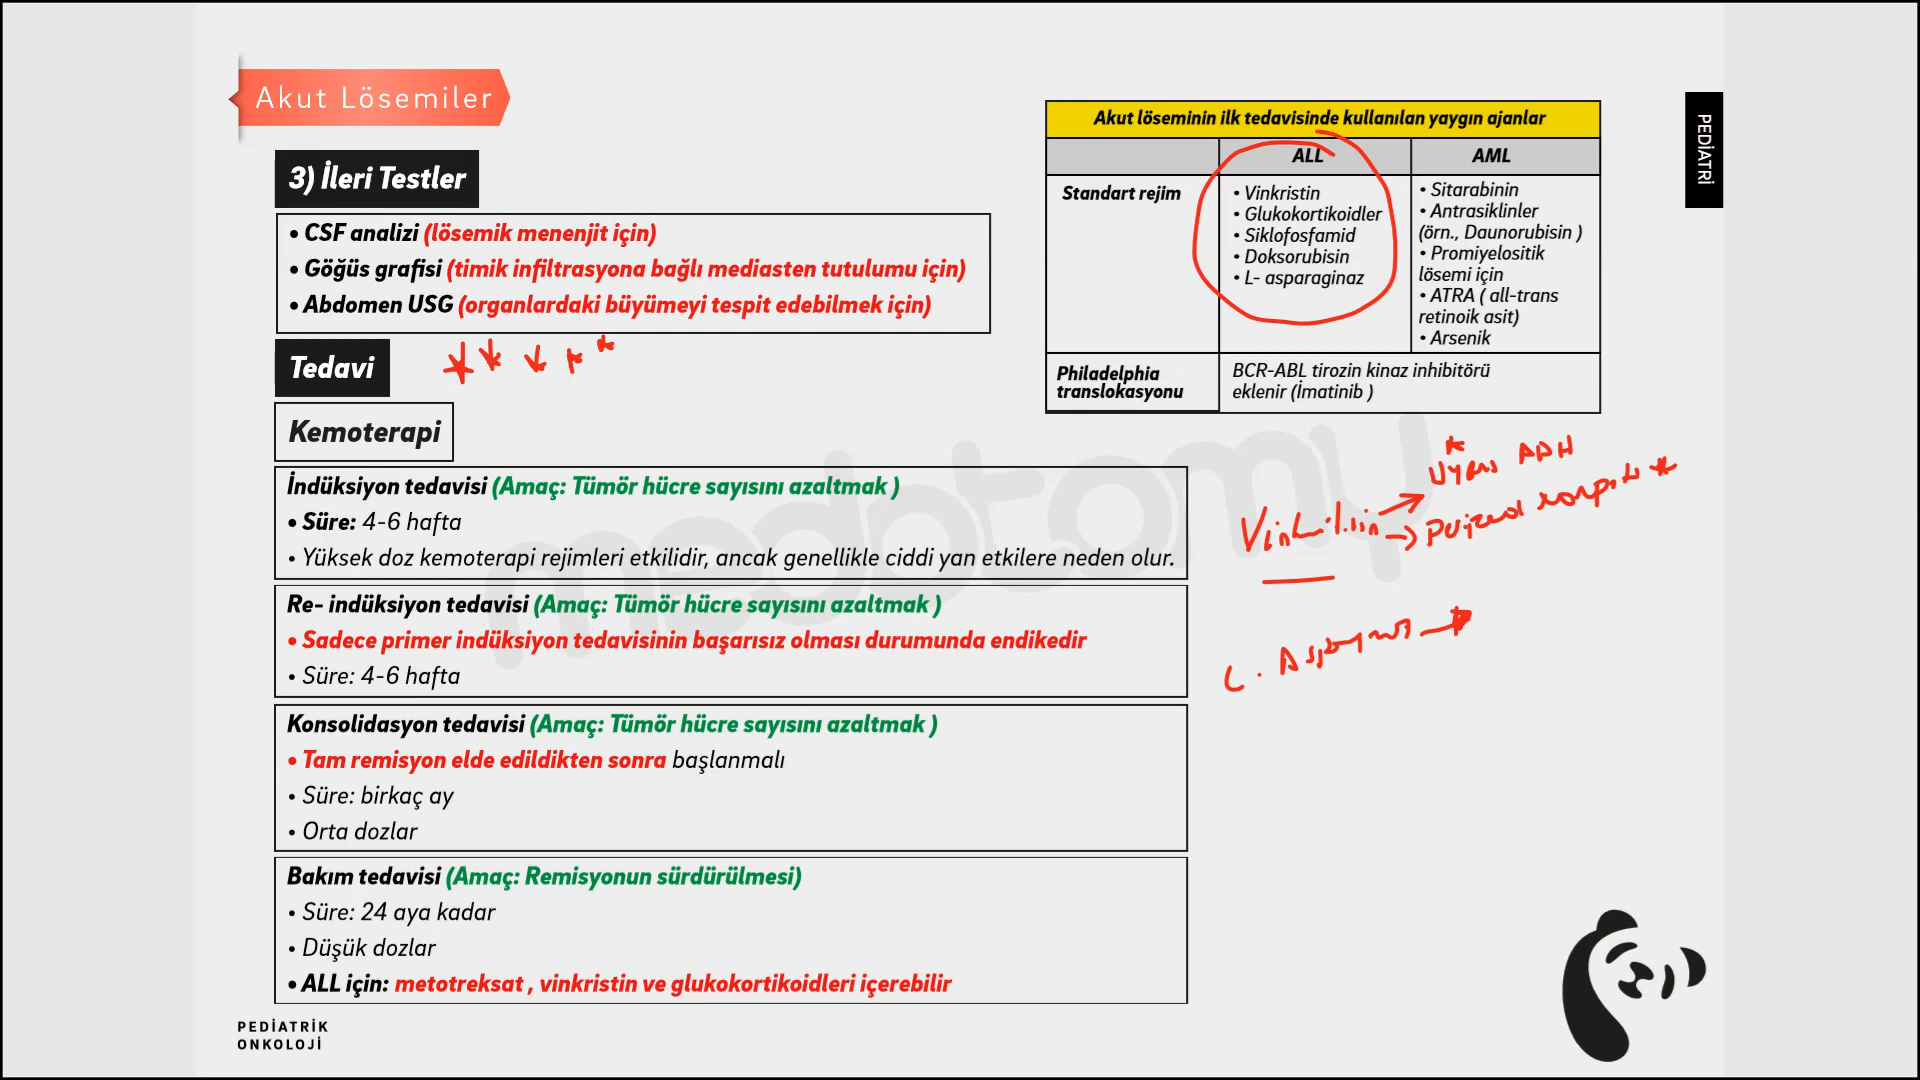 Akut Lösemiler
PEDİATRİ
3) İleri Testler
• CSF analizi (lösemik menenjit için)
• Göğüs grafisi (timik infiltrasyona bağlı mediasten tutulumu için)
• Abdomen USG (organlardaki büyümeyi tespit edebilmek için)
Akut löseminin ilk tedavisinde kullanılan yaygın ajanlar
ALL AML
Standart rejim
• Vinkristin
• Glukokortikoidler
• Siklofosfamid
• Doksorubisin
• L- asparaginaz
• Sitarabinin
• Antrasiklinler
(örn., Daunorubisin )
• Promiyelositik
lösemi için
• ATRA ( all-trans
retinoik asit)
• Arsenik
Philadelphia
translokasyonu
BCR-ABL tirozin kinaz inhibitörü
eklenir (İmatinib )
Tedavi
Kemoterapi
İndüksiyon tedavisi (Amaç: Tümör hücre sayısını azaltmak )
• Süre: 4-6 hafta
• Yüksek doz kemoterapi rejimleri etkilidir, ancak genellikle ciddi yan etkilere neden olur.
Re- indüksiyon tedavisi (Amaç: Tümör hücre sayısını azaltmak )
• Sadece primer indüksiyon tedavisinin başarısız olması durumunda endikedir
• Süre: 4-6 hafta
Konsolidasyon tedavisi (Amaç: Tümör hücre sayısını azaltmak )
• Tam remisyon elde edildikten sonra başlanmalı
• Süre: birkaç ay
• Orta dozlar
Bakım tedavisi (Amaç: Remisyonun sürdürülmesi)
• Süre: 24 aya kadar
• Düşük dozlar
• ALL için: metotreksat , vinkristin ve glukokortikoidleri içerebilir
ADH
medotomy
PEDİATRİK
ONKOLOJİ